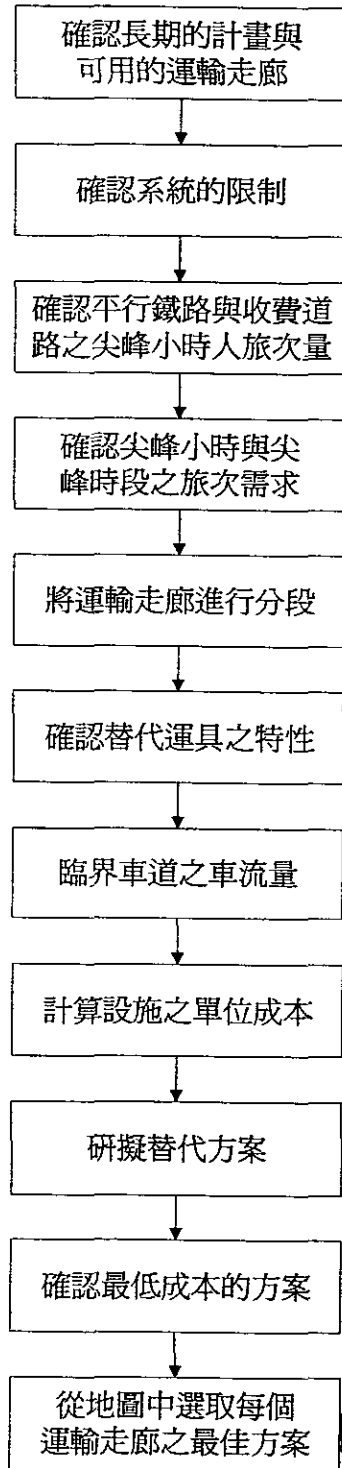 確認長期的計畫與
可用的運輸走廊
確認系統的限制
確認平行鐵路與收費道
路之尖峰小時人旅次量
確認尖峰小時與尖
峰時段之旅次需求
將運輸走廊進行分段
確認替代運具之特性
臨界車道之車流量
計算設施之單位成本
研擬替代方案
確認最低成本的方案
從地圖中選取每個
運輸走廊之最佳方案